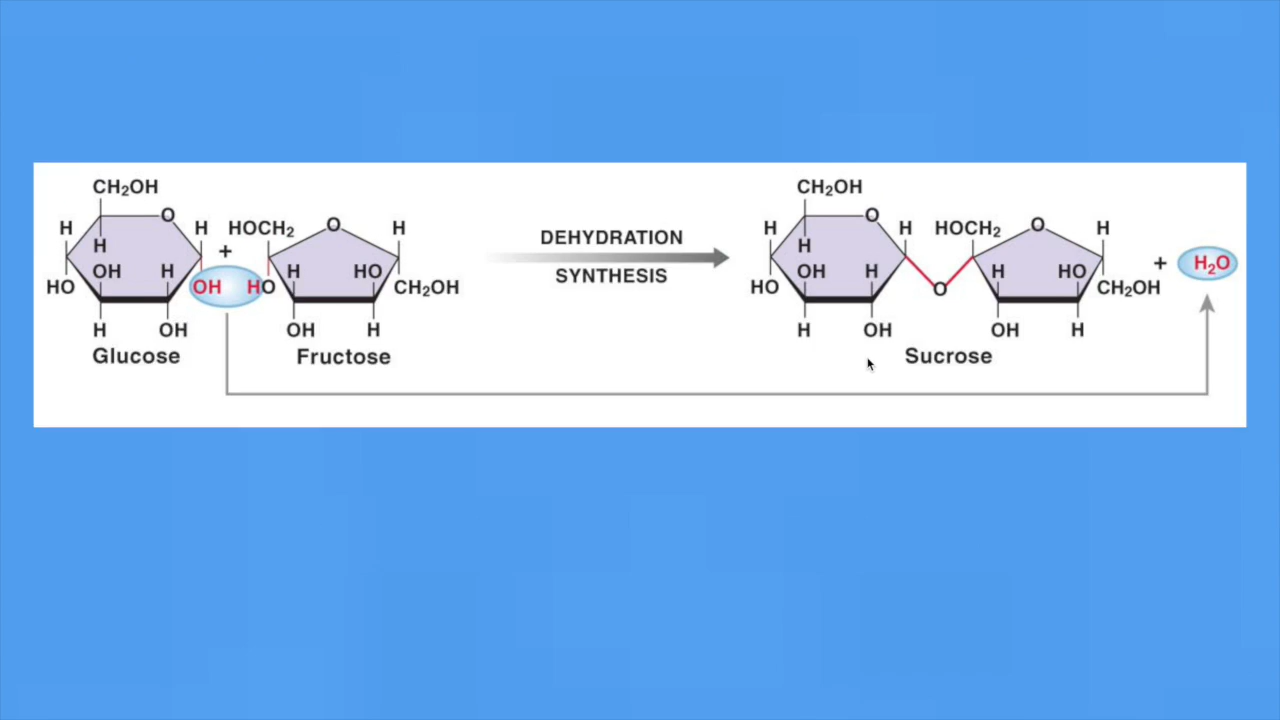 CH₂OH
O
H
H
HOCH₂
O
H
+
H
OH
H
H
HO
HO
OH
HO
CH₂OH
H
OH
OH
H
Glucose
Fructose
DEHYDRATION
SYNTHESIS
CH₂OH
O
H
H
HOCH₂
O
H
H
OH
H
H
HO
HO
O
CH₂OH
H
OH
OH
H
Sucrose
+
H₂O